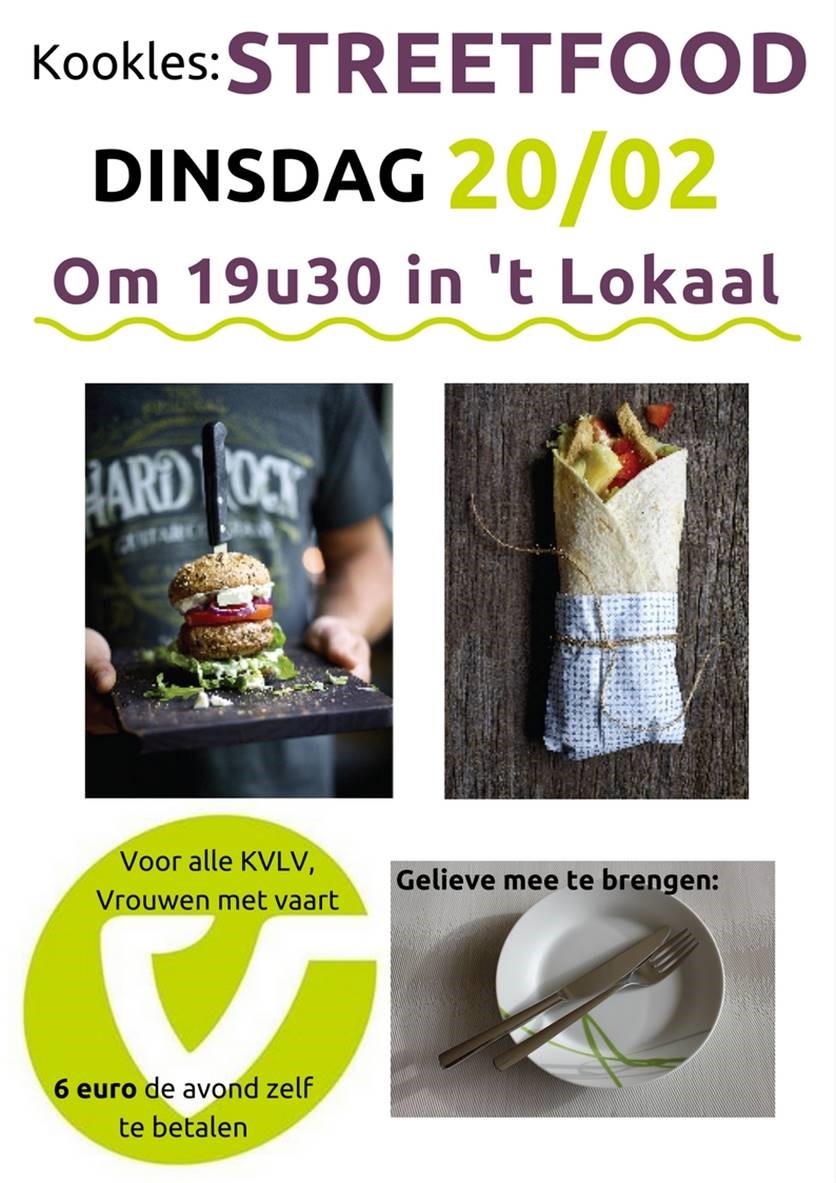 Kookles: STREETFOOD
DINSDAG 20/02
Om 19u30 in 't Lokaal
HARD ROCK
Voor alle KVLV,
Vrouwen met vaart
Gelieve mee te brengen:
6 euro de avond zelf
te betalen